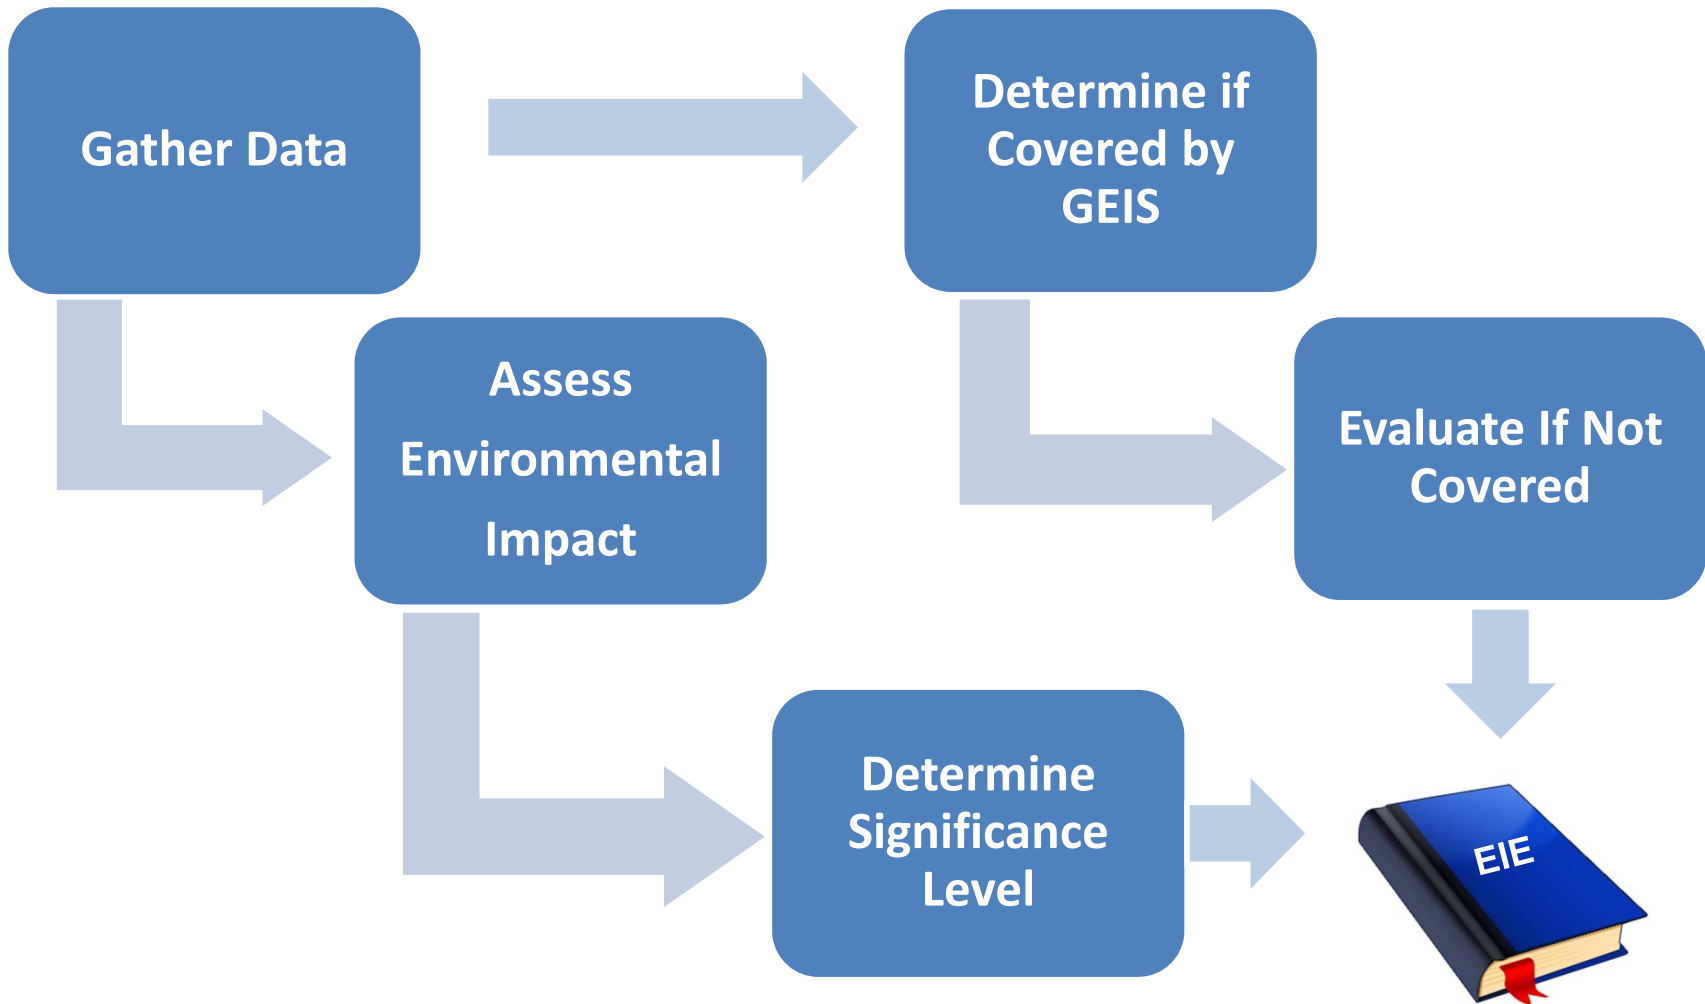 Gather Data
Determine if
Covered by
GEIS
Assess
Environmental
Impact
Evaluate If Not
Covered
Determine
Significance
Level
EIE